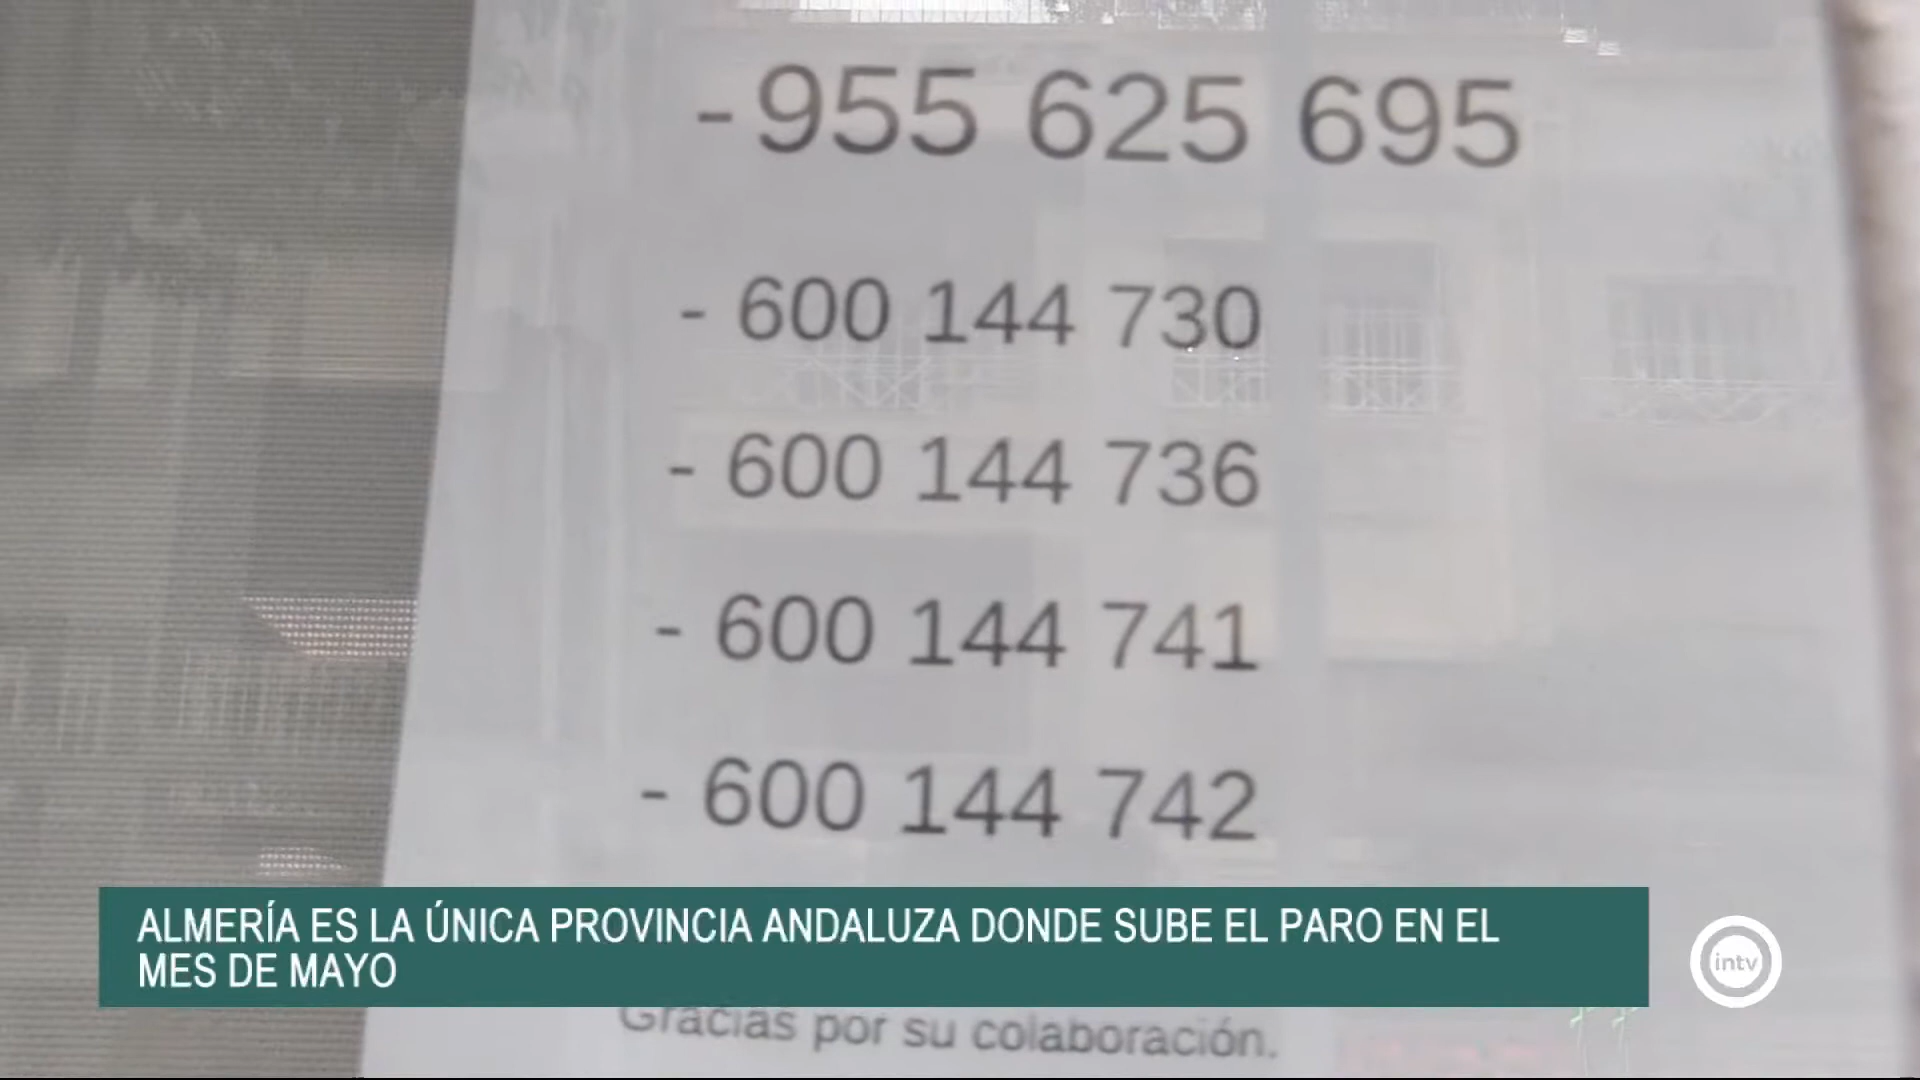 - 955 625 695
- 600 144 730
- 600 144 736
- 600 144 741
- 600 144 742
ALMERÍA ES LA ÚNICA PROVINCIA ANDALUZA DONDE SUBE EL PARO EN EL
MES DE MAYO
intv
Gracias por su colaboración.